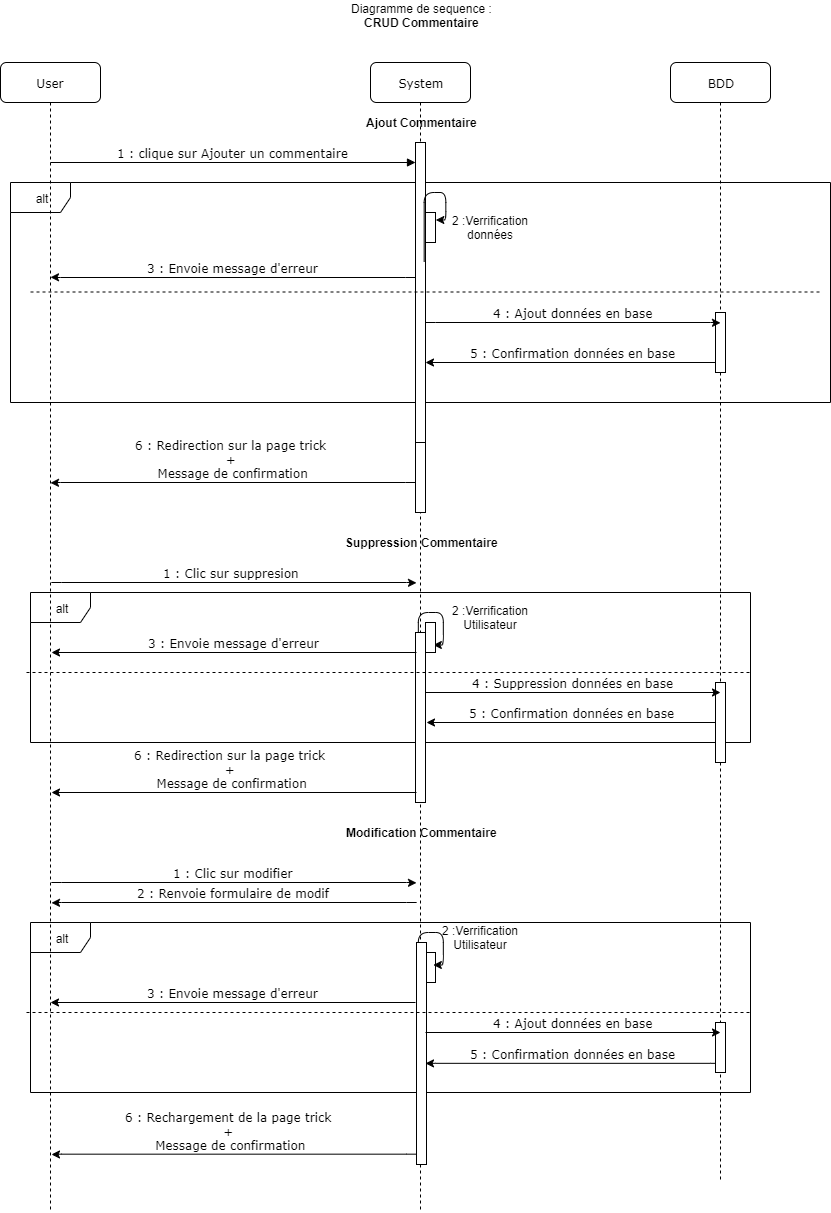 Diagramme de sequence :
CRUD Commentaire
User
System
BDD
Ajout Commentaire
1 : clique sur Ajouter un commentaire
alt
2 :Verrification
données
3 : Envoie message d'erreur
4 : Ajout données en base
5 : Confirmation données en base
6 : Redirection sur la page trick
+
Message de confirmation
Suppression Commentaire
1 : Clic sur suppresion
alt
2 :Verrification
Utilisateur
3 : Envoie message d'erreur
4 : Suppression données en base
5 : Confirmation données en base
6 : Redirection sur la page trick
+
Message de confirmation
Modification Commentaire
1 : Clic sur modifier
2 : Renvoie formulaire de modif
alt
2 :Verrification
Utilisateur
3 : Envoie message d'erreur
4 : Ajout données en base
5 : Confirmation données en base
6 : Rechargement de la page trick
+
Message de confirmation